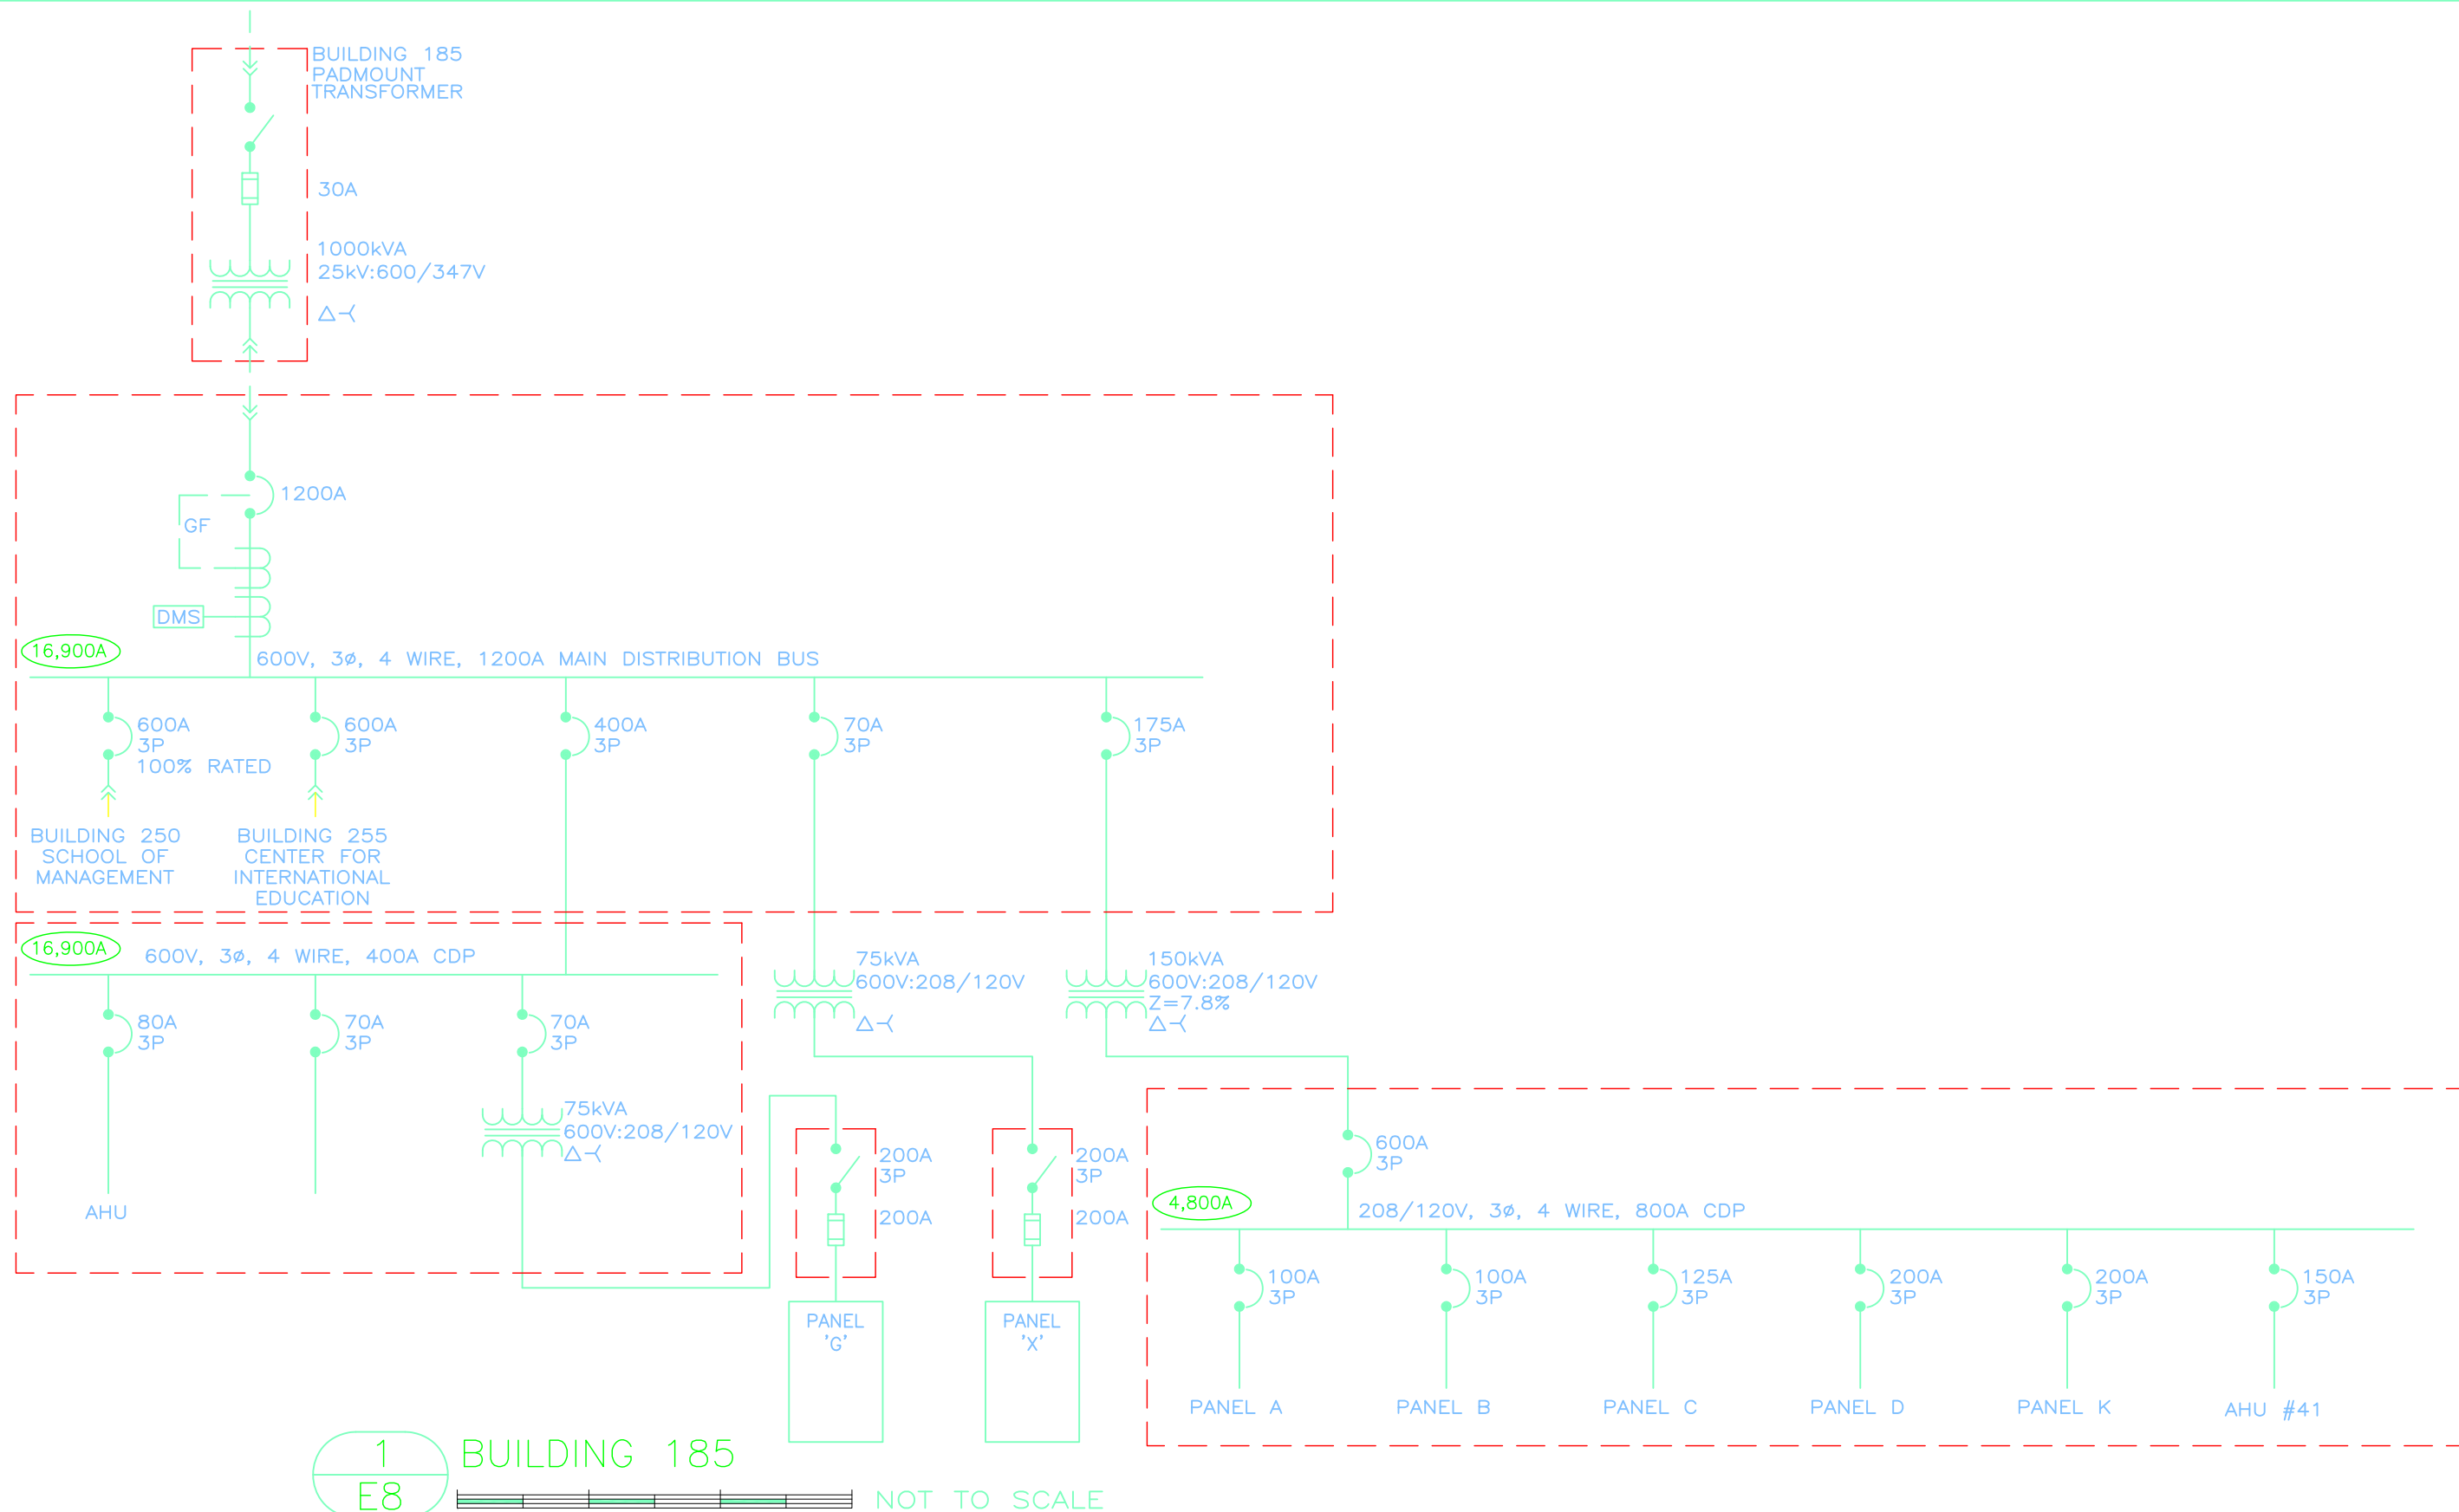 BUILDING 185
PADMOUNT
TRANSFORMER
30A
1000kVA
25kV:600/347V
1200A
GF
DMS
16,900A
600V, 3ø, 4 WIRE, 1200A MAIN DISTRIBUTION BUS
600A
3P
100% RATED
600A
3P
400A
3P
70A
3P
175A
3P
BUILDING 250
SCHOOL OF
MANAGEMENT
BUILDING 255
CENTER FOR
INTERNATIONAL
EDUCATION
16,900A
600V, 3ø, 4 WIRE, 400A CDP
80A
3P
70A
3P
70A
3P
75kVA
600V:208/120V
AHU
75kVA
600V:208/120V
150kVA
600V:208/120V
Z=7.8%
200A
3P
200A
200A
3P
200A
PANEL
'G'
PANEL
'X'
600A
3P
4,800A
208/120V, 3ø, 4 WIRE, 800A CDP
100A
3P
100A
3P
125A
3P
200A
3P
200A
3P
150A
3P
PANEL A
PANEL B
PANEL C
PANEL D
PANEL K
AHU #41
1
E8
BUILDING 185
NOT TO SCALE